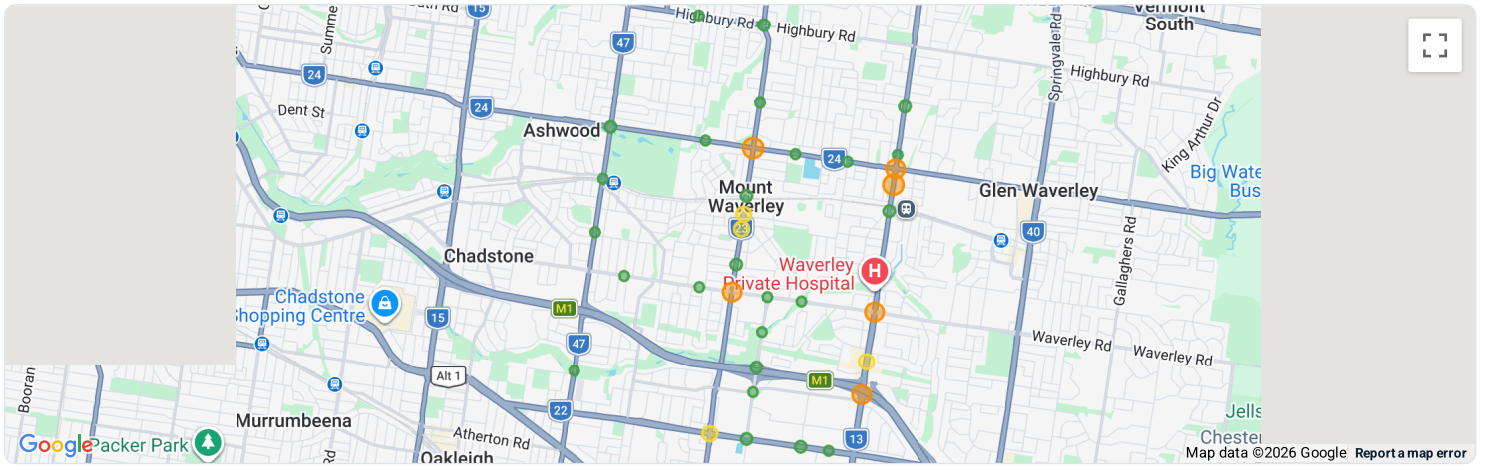 15
Highbury Rd
Highbury Rd
Vermont
South
47
24
Highbury Rd
Springvale Rd
24
Dent St
Ashwood
24
King Arthur Dr
Mount
Waverley
Glen Waverley
Big Wate
Bus
23
40
Chadstone
Waverley
Private Hospital
H
Gallaghers Rd
Chadstone
Shopping Centre
M1
15
47
Waverley Rd
Waverley Rd
Alt 1
M1
Booran
22
Murrumbeena
Atherton Rd
13
Jells
Chester
Google
Packer Park
Rd
Oakleigh
Map data ©2026 Google
Report a map error